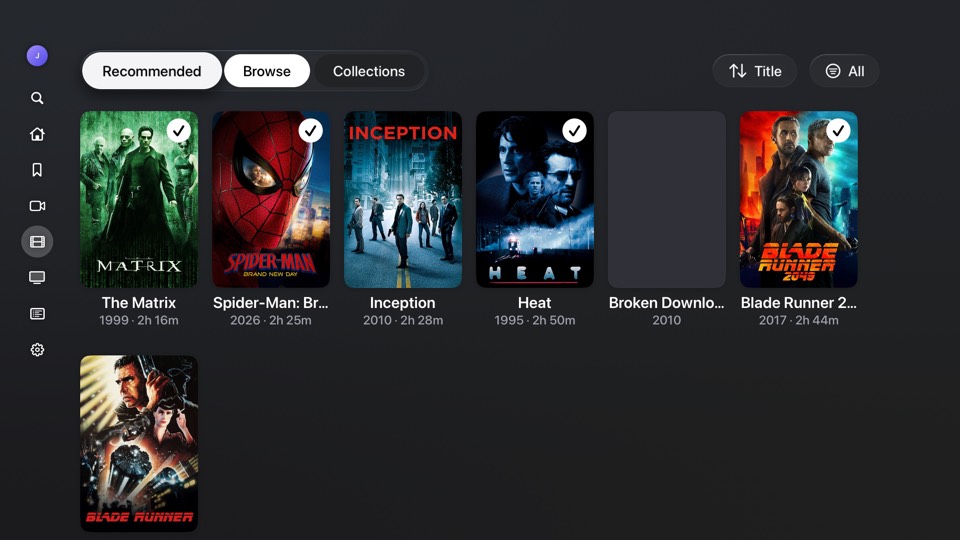 J
Recommended
Browse
Collections
Title
All
MATRIX
SPIDER-MAN
BRAND NEW DAY
INCEPTION
HEAT
BLADE
RUNNER
2049
The Matrix
Spider-Man: Br...
Inception
Heat
Broken Downlo...
Blade Runner 2...
1999 · 2h 16m
2026 · 2h 25m
2010 · 2h 28m
1995 · 2h 50m
2010
2017 · 2h 44m
BLADE RUNNER